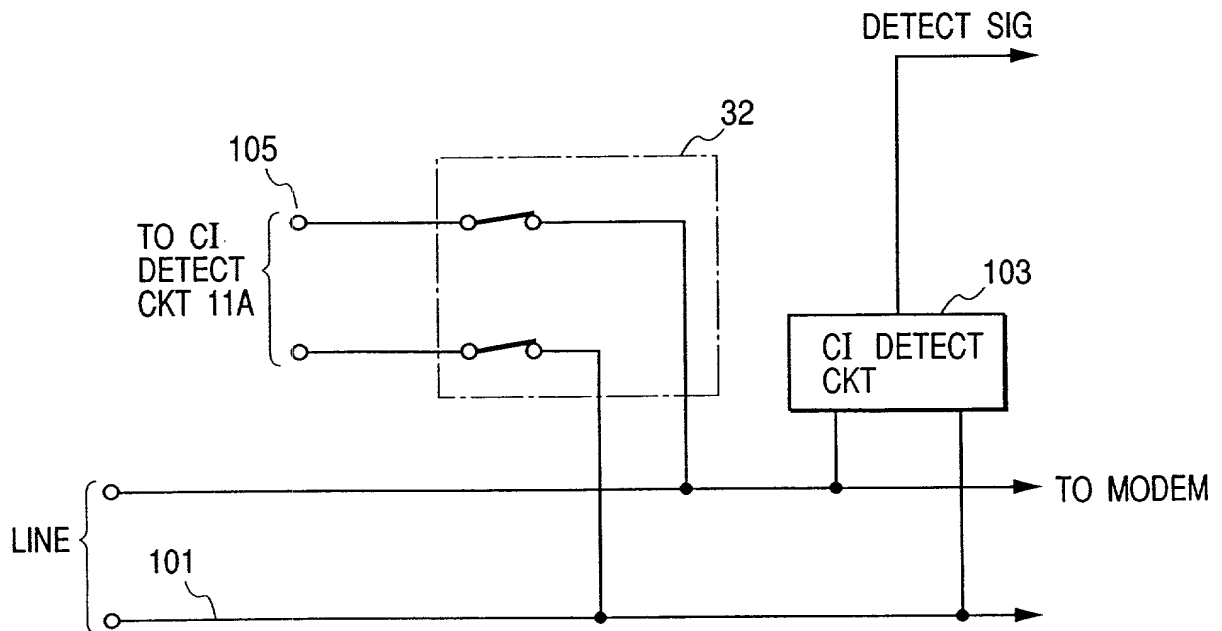 DETECT SIG
32
105
TO CI
DETECT
CKT 11A
103
CI DETECT
CKT
TO MODEM
LINE
101